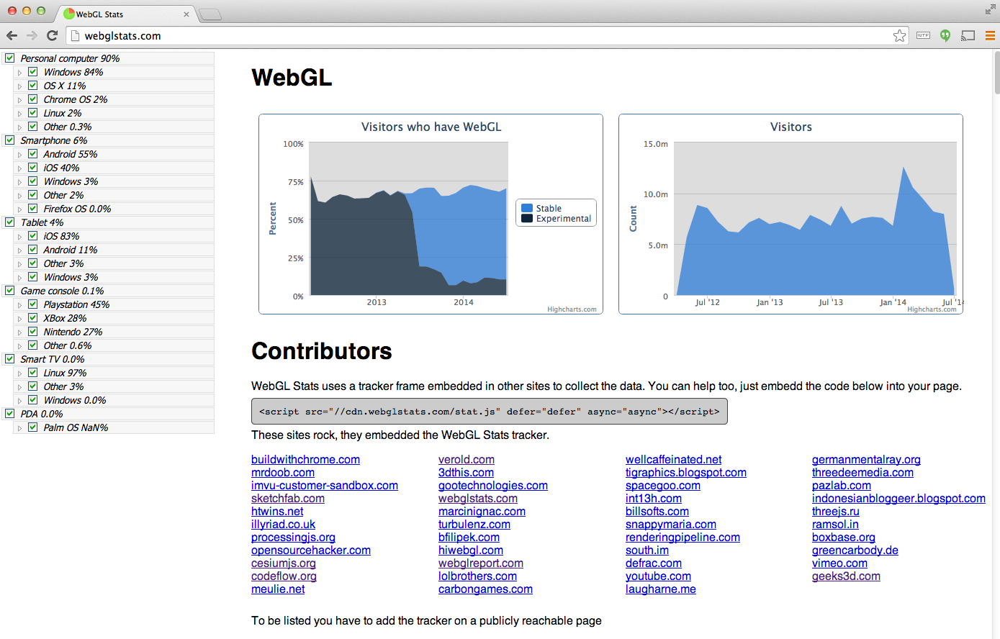 WebGL Stats
webglstats.com
WTF
Personal computer 90%
Windows 84%
OS X 11%
Chrome OS 2%
Linux 2%
Other 0.3%
Smartphone 6%
Android 55%
iOS 40%
Windows 3%
Other 2%
Firefox OS 0.0%
Tablet 4%
iOS 83%
Android 11%
Other 3%
Windows 3%
Game console 0.1%
Playstation 45%
XBox 28%
Nintendo 27%
Other 0.6%
Smart TV 0.0%
Linux 97%
Other 3%
Windows 0.0%
PDA 0.0%
Palm OS NaN%
WebGL
Visitors who have WebGL
100%
75%
50%
25%
0%
Percent
2013
2014
Stable
Experimental
Highcharts.com
Visitors
15.0m
10.0m
5.0m
0
Count
Jul '12
Jan '13
Jul '13
Jan '14
Jul '14
Highcharts.com
Contributors
WebGL Stats uses a tracker frame embedded in other sites to collect the data. You can help too, just embedd the code below into your page.
<script src="//cdn.webglstats.com/stat.js" defer="defer" async="async"></script>
These sites rock, they embedded the WebGL Stats tracker.
buildwithchrome.com
mrdoob.com
imvu-customer-sandbox.com
sketchfab.com
htwins.net
illyriad.co.uk
processingjs.org
opensourcehacker.com
cesiumjs.org
codeflow.org
meulie.net
verold.com
3dthis.com
gootechnologies.com
webglstats.com
marcinignac.com
turbulenz.com
bfilipek.com
hiwebgl.com
webglreport.com
lolbrothers.com
carbongames.com
wellcaffeinated.net
tigraphics.blogspot.com
spacegoo.com
int13h.com
billsofts.com
snappymaria.com
renderingpipeline.com
south.im
defrac.com
youtube.com
laugharne.me
germanmentalray.org
threedeemedia.com
pazlab.com
indonesianbloggeer.blogspot.com
threejs.ru
ramsol.in
boxbase.org
greencarbody.de
vimeo.com
geeks3d.com
To be listed you have to add the tracker on a publicly reachable page